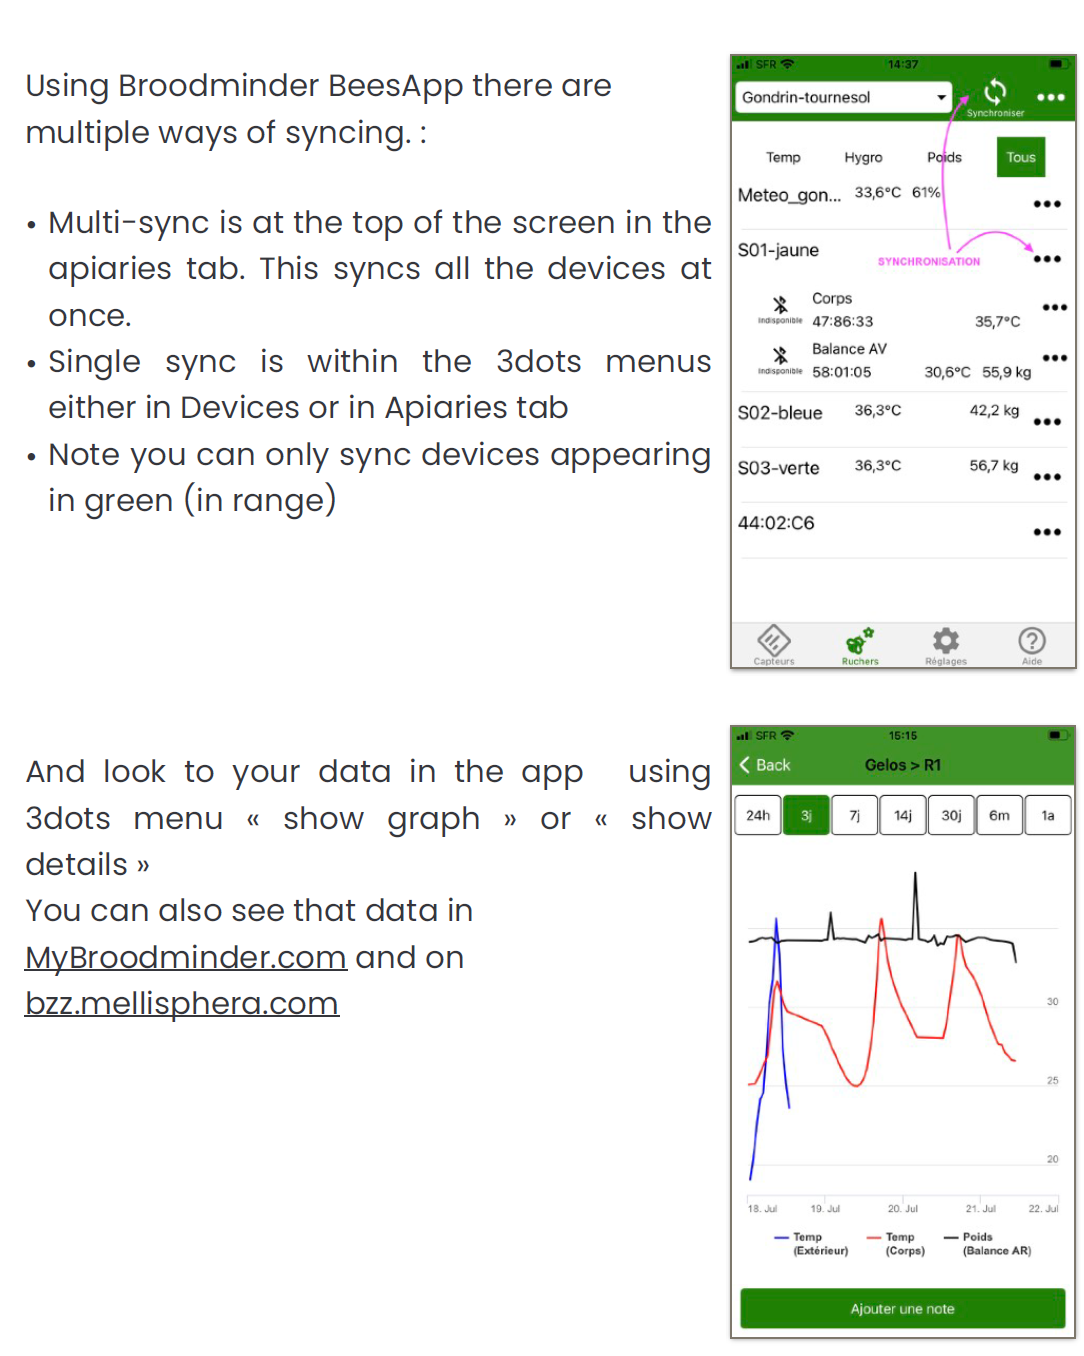 Using Broodminder BeesApp there are
multiple ways of syncing. :
• Multi-sync is at the top of the screen in the
apiaries tab. This syncs all the devices at
once.
• Single sync is within the 3dots menus
either in Devices or in Apiaries tab
• Note you can only sync devices appearing
in green (in range)
SFR 14:37
Gondrin-tournesol
Synchroniser
Temp Hygro Poids Tous
Meteo_gon... 33,6°C 61%
S01-jaune
SYNCHRONISATION
Corps
Indisponible 47:86:33 35,7°C
Balance AV
Indisponible 58:01:05 30,6°C 55,9 kg
S02-bleue 36,3°C 42,2 kg
S03-verte 36,3°C 56,7 kg
44:02:C6
Capteurs Ruchers Réglages Aide
And look to your data in the app using
3dots menu « show graph » or « show
details »
You can also see that data in
MyBroodminder.com and on
bzz.mellisphera.com
SFR 15:15
Back Gelos > R1
24h 3j 7j 14j 30j 6m 1a
30
25
20
18. Jul 19. Jul 20. Jul 21. Jul 22. Jul
Temp Temp Poids
(Extérieur) (Corps) (Balance AR)
Ajouter une note